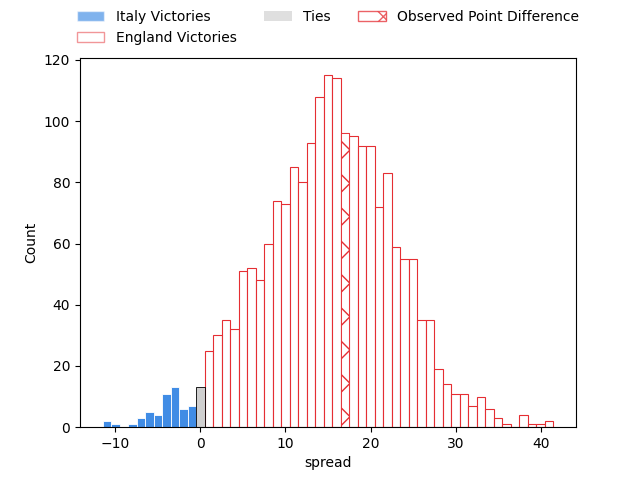 Italy Victories
Ties
Observed Point Difference
England Victories
120
100
80
60
40
20
0
Count
−10
0
10
20
30
40
spread